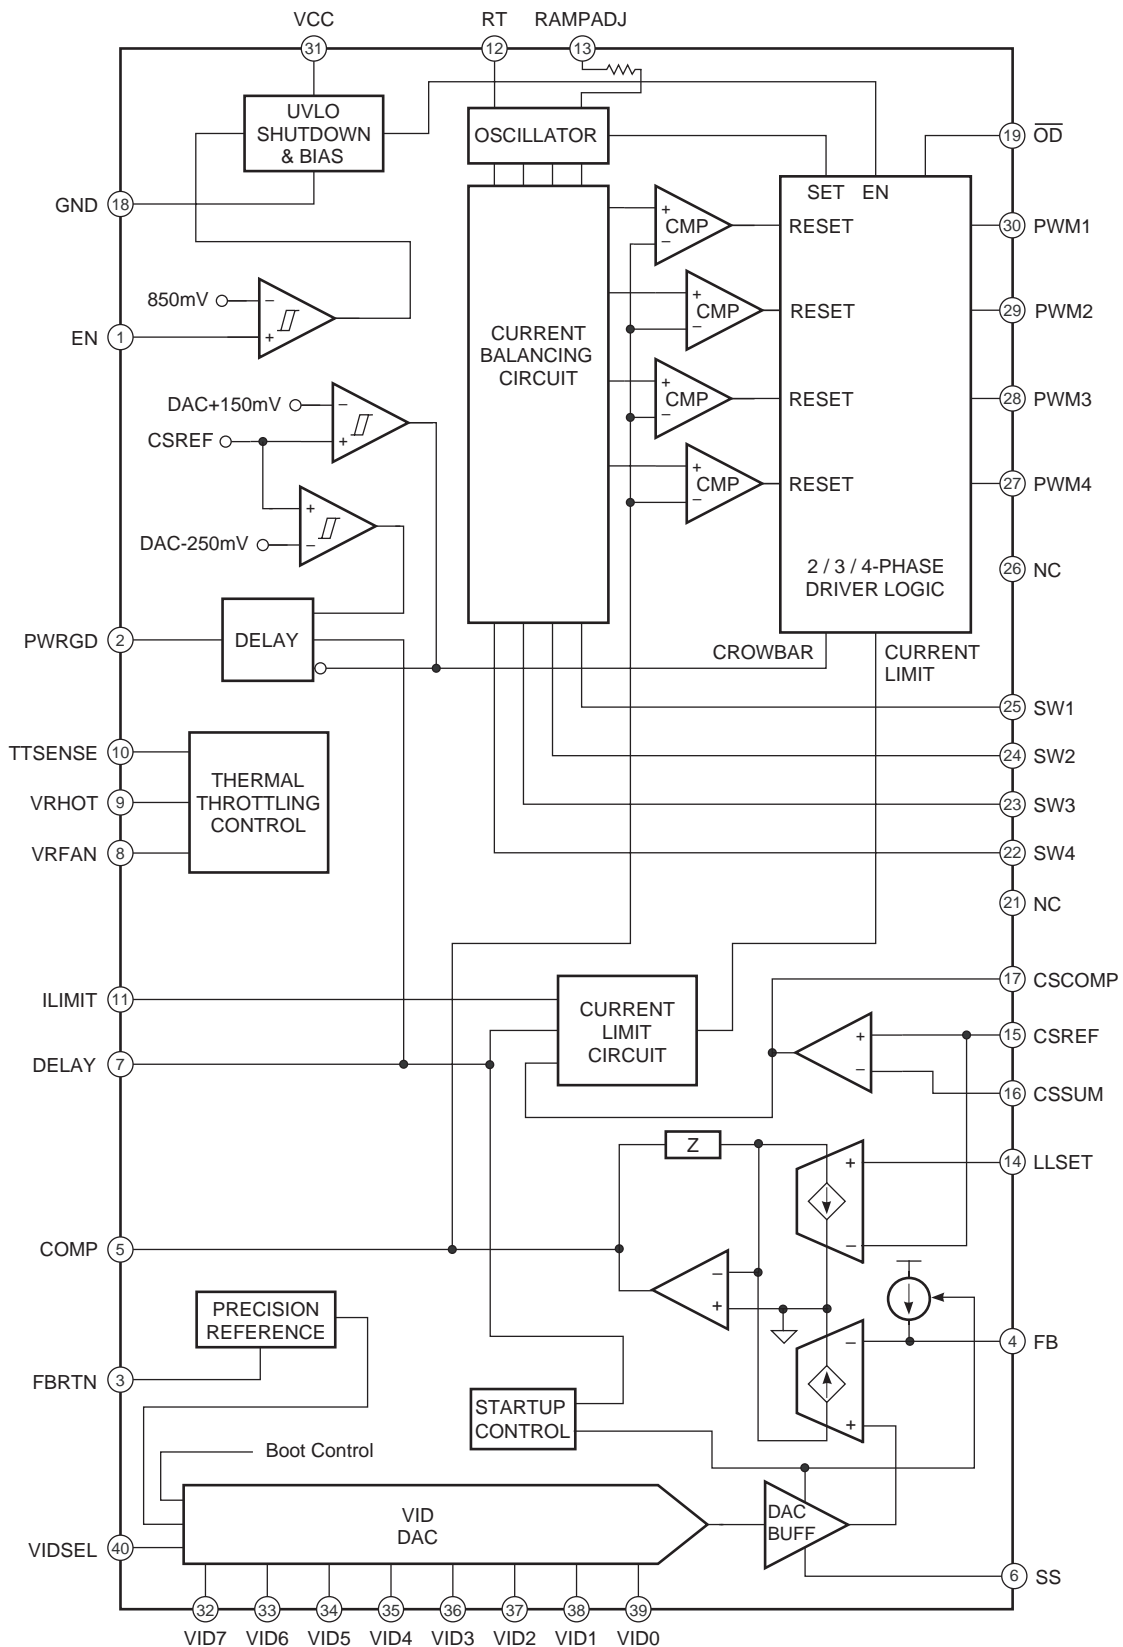 VCC
RT
RAMPADJ
31
12
13
UVLO
SHUTDOWN
& BIAS
OSCILLATOR
19
OD
SET
EN
GND
18
CMP
RESET
30
PWM1
850mV
EN
1
CMP
RESET
29
PWM2
CURRENT
BALANCING
CIRCUIT
DAC+150mV
CSREF
CMP
RESET
28
PWM3
CMP
RESET
27
PWM4
DAC-250mV
2 / 3 / 4-PHASE
DRIVER LOGIC
26
NC
PWRGD
2
DELAY
CROWBAR
CURRENT
LIMIT
25
SW1
TTSENSE
10
24
SW2
THERMAL
THROTTLING
CONTROL
VRHOT
9
23
SW3
VRFAN
8
22
SW4
21
NC
ILIMIT
11
CURRENT
LIMIT
CIRCUIT
17
CSCOMP
15
CSREF
DELAY
7
16
CSSUM
Z
14
LLSET
COMP
5
PRECISION
REFERENCE
4
FB
FBRTN
3
STARTUP
CONTROL
Boot Control
VID
DAC
DAC
BUFF
VIDSEL
40
6
SS
32
33
34
35
36
37
38
39
VID7
VID6
VID5
VID4
VID3
VID2
VID1
VID0